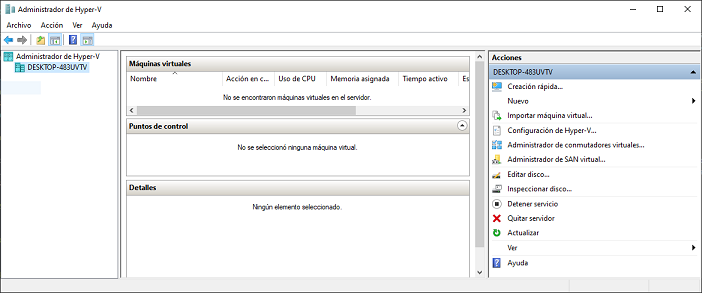 Administrador de Hyper-V
Archivo Acción Ver Ayuda
Administrador de Hyper-V
DESKTOP-483UVTV
Máquinas virtuales
Nombre Acción en c... Uso de CPU Memoria asignada Tiempo activo Es
No se encontraron máquinas virtuales en el servidor.
Puntos de control
No se seleccionó ninguna máquina virtual.
Detalles
Ningún elemento seleccionado.
Acciones
DESKTOP-483UVTV
Creación rápida...
Nuevo
Importar máquina virtual...
Configuración de Hyper-V...
Administrador de conmutadores virtuales...
Administrador de SAN virtual...
Editar disco...
Inspeccionar disco...
Detener servicio
Quitar servidor
Actualizar
Ver
Ayuda